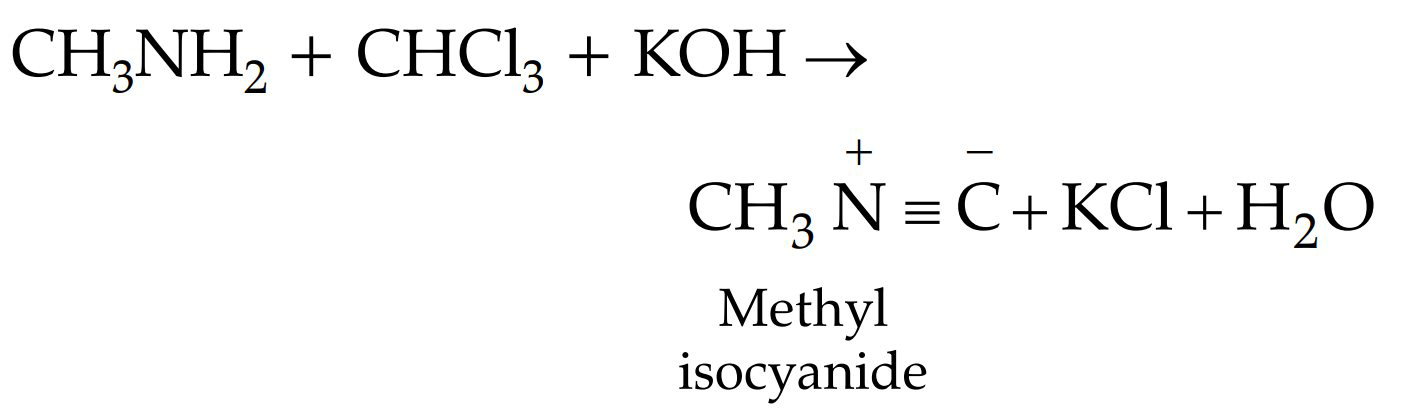 CH₃NH₂ + CHCl₃ + KOH →
+ −
CH₃ N ≡ C + KCl + H₂O
Methyl
isocyanide